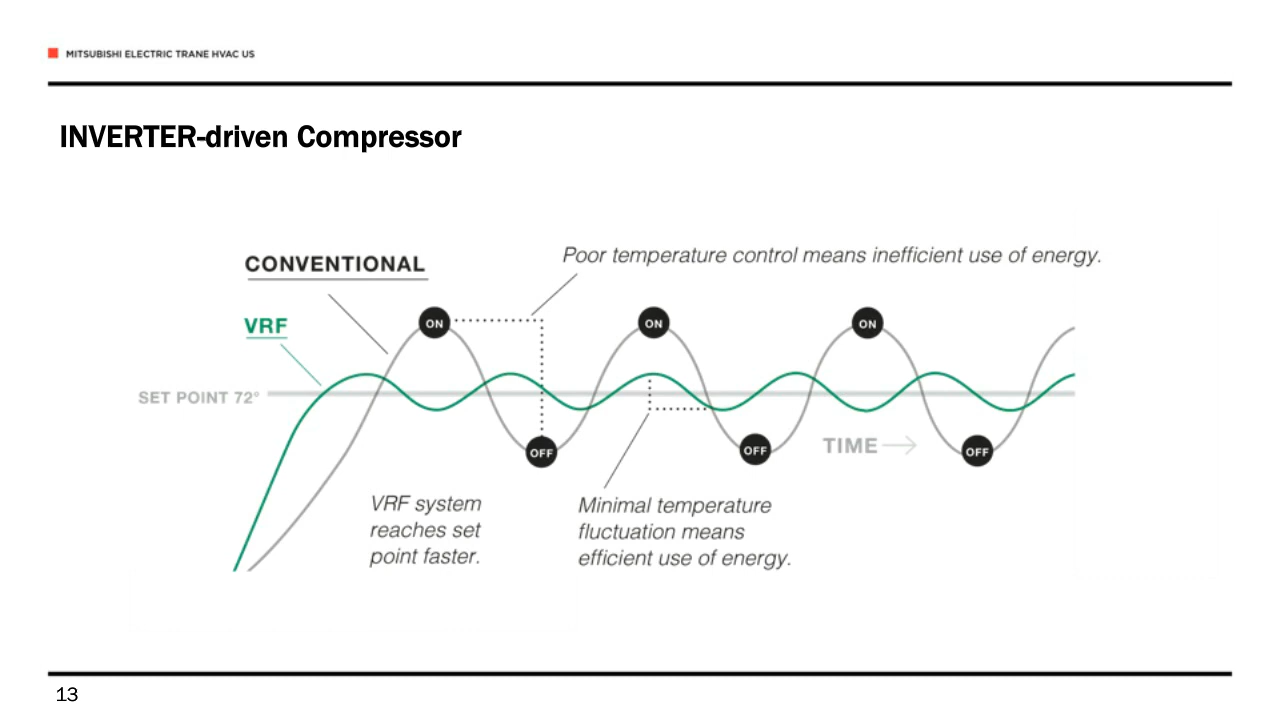 MITSUBISHI ELECTRIC TRANE HVAC US
INVERTER-driven Compressor
CONVENTIONAL
Poor temperature control means inefficient use of energy.
VRF
ON
ON
ON
SET POINT 72°
OFF
OFF
OFF
TIME
VRF system
reaches set
point faster.
Minimal temperature
fluctuation means
efficient use of energy.
13